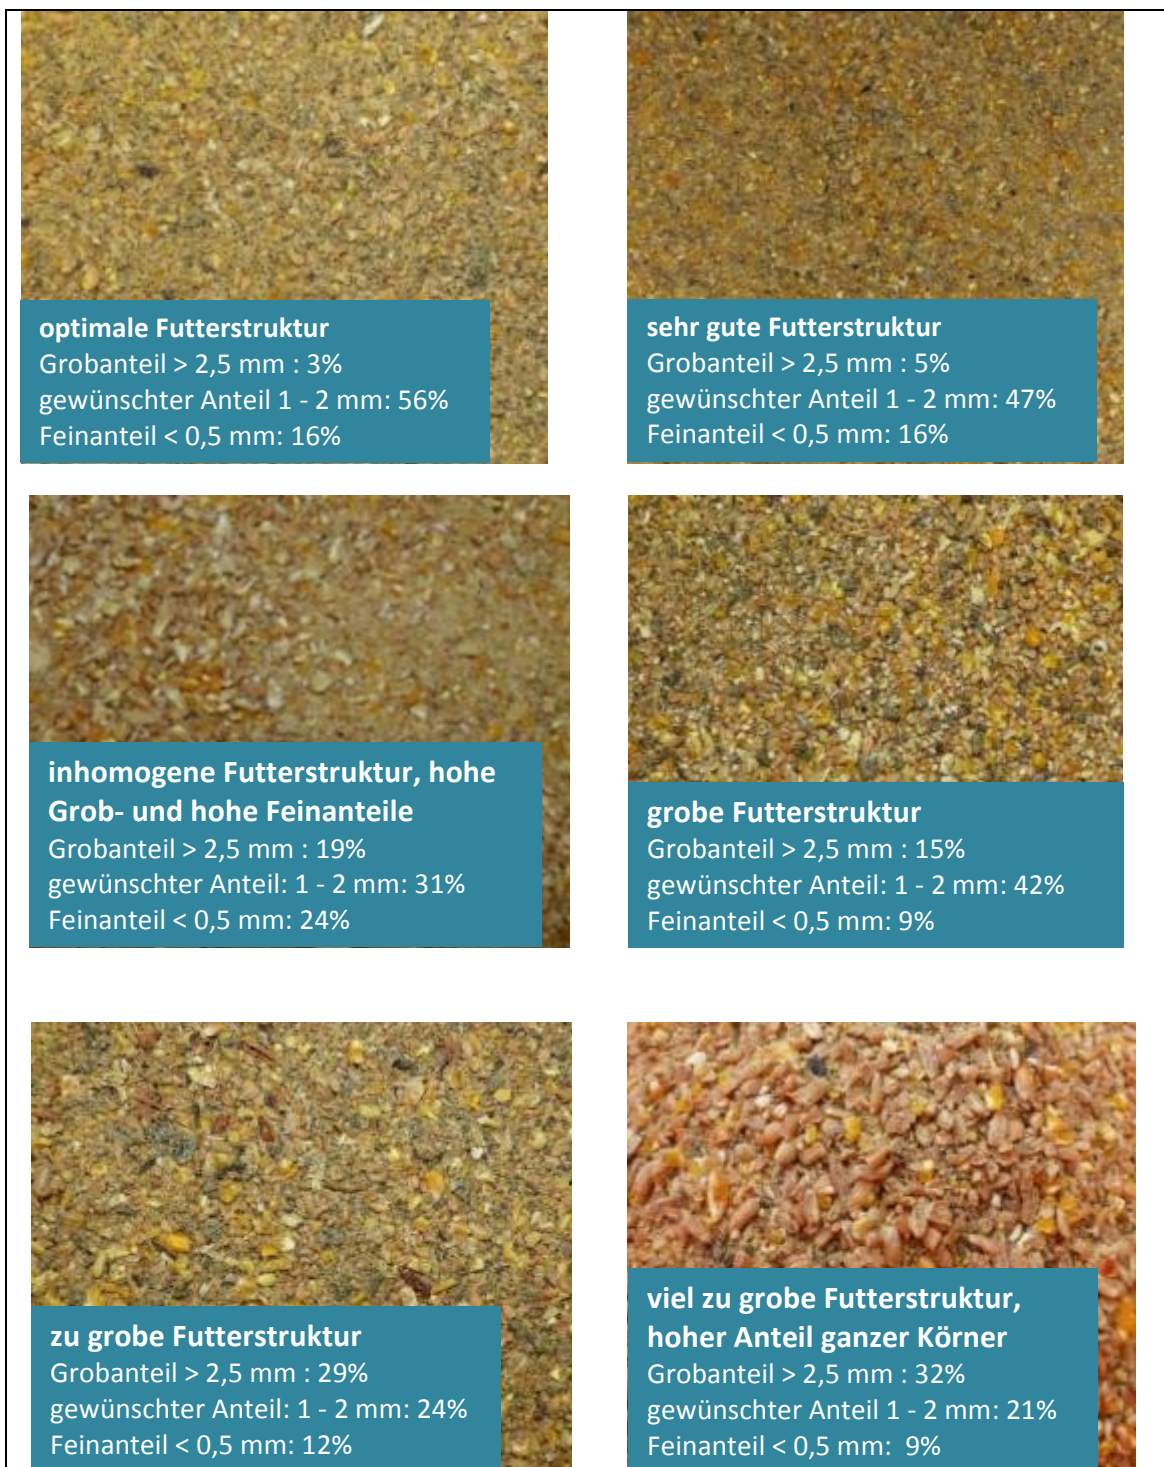 optimale Futterstruktur
Grobanteil > 2,5 mm : 3%
gewünschter Anteil 1 - 2 mm: 56%
Feinanteil < 0,5 mm: 16%
sehr gute Futterstruktur
Grobanteil > 2,5 mm : 5%
gewünschter Anteil 1 - 2 mm: 47%
Feinanteil < 0,5 mm: 16%
inhomogene Futterstruktur, hohe
Grob- und hohe Feinanteile
Grobanteil > 2,5 mm : 19%
gewünschter Anteil: 1 - 2 mm: 31%
Feinanteil < 0,5 mm: 24%
grobe Futterstruktur
Grobanteil > 2,5 mm : 15%
gewünschter Anteil: 1 - 2 mm: 42%
Feinanteil < 0,5 mm: 9%
zu grobe Futterstruktur
Grobanteil > 2,5 mm : 29%
gewünschter Anteil: 1 - 2 mm: 24%
Feinanteil < 0,5 mm: 12%
viel zu grobe Futterstruktur,
hoher Anteil ganzer Körner
Grobanteil > 2,5 mm : 32%
gewünschter Anteil 1 - 2 mm: 21%
Feinanteil < 0,5 mm:  9%